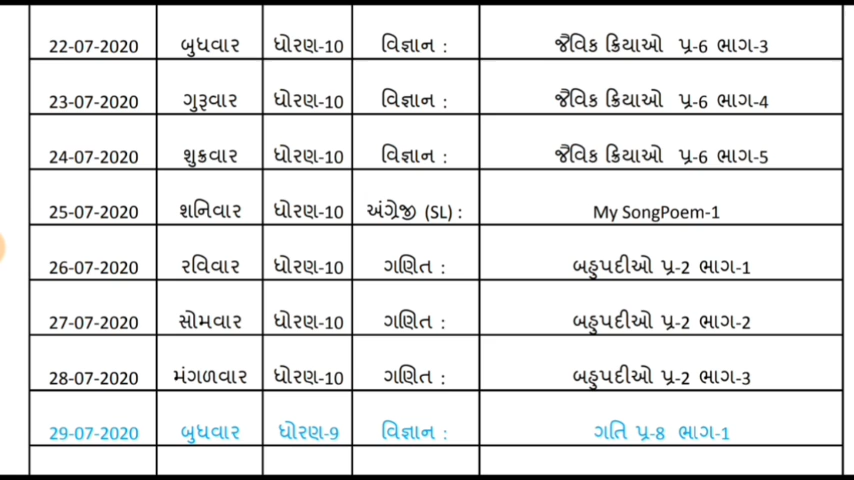 22-07-2020 બુધવાર ધોરણ-10 વિજ્ઞાન : જૈવિક ક્રિયાઓ પ્ર-6 ભાગ-3
23-07-2020 ગુરૂવાર ધોરણ-10 વિજ્ઞાન : જૈવિક ક્રિયાઓ પ્ર-6 ભાગ-4
24-07-2020 શુક્રવાર ધોરણ-10 વિજ્ઞાન : જૈવિક ક્રિયાઓ પ્ર-6 ભાગ-5
25-07-2020 શનિવાર ધોરણ-10 અંગ્રેજી (SL) : My SongPoem-1
26-07-2020 રવિવાર ધોરણ-10 ગણિત : બહુપદીઓ પ્ર-2 ભાગ-1
27-07-2020 સોમવાર ધોરણ-10 ગણિત : બહુપદીઓ પ્ર-2 ભાગ-2
28-07-2020 મંગળવાર ધોરણ-10 ગણિત : બહુપદીઓ પ્ર-2 ભાગ-3
29-07-2020 બુધવાર ધોરણ-9 વિજ્ઞાન : ગતિ પ્ર-8 ભાગ-1